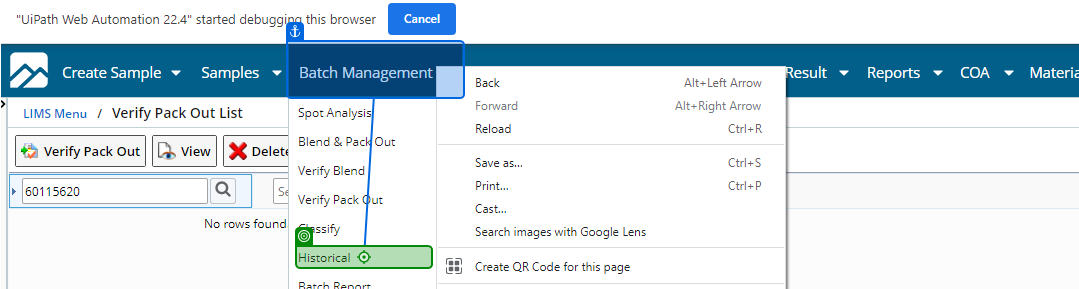 "UiPath Web Automation 22.4" started debugging this browser Cancel
Create Sample Samples Batch Management Result Reports COA Materia
LIMS Menu / Verify Pack Out List
Verify Pack Out View Delete
60115620 Se
No rows found
Spot Analysis
Blend & Pack Out
Verify Blend
Verify Pack Out
Classify
Historical
Batch Report
Back Alt+Left Arrow
Forward Alt+Right Arrow
Reload Ctrl+R
Save as... Ctrl+S
Print... Ctrl+P
Cast...
Search images with Google Lens
Create QR Code for this page